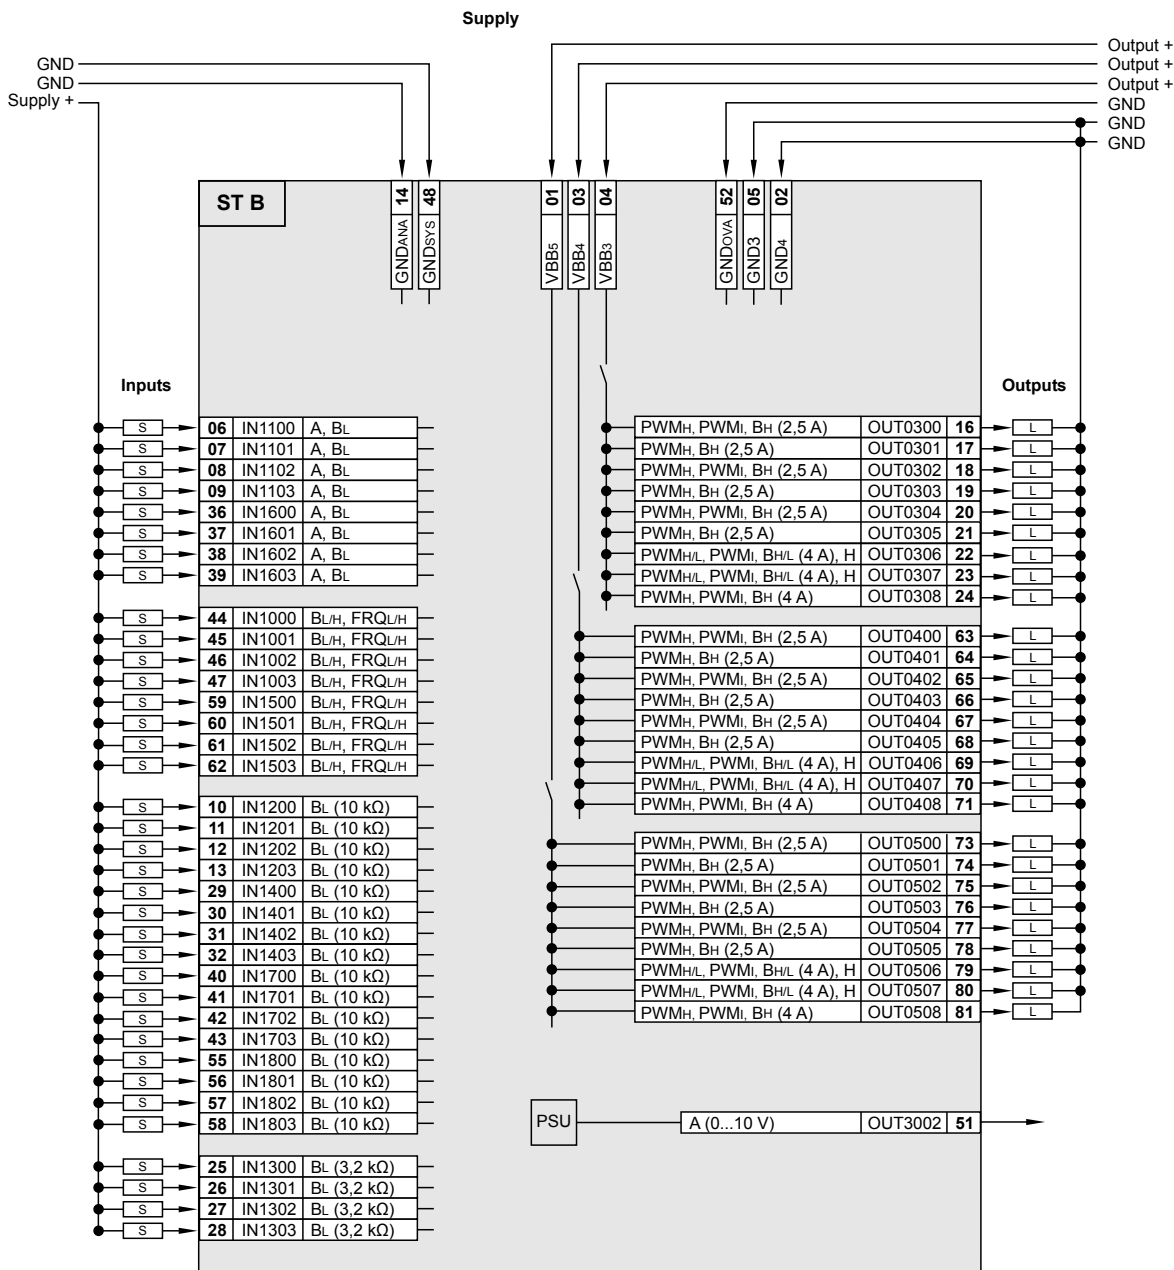 Supply
Output +
GND
Output +
GND
Output +
Supply +
GND
GND
GND
ST B
14
48
01
03
04
52
05
02
GNDANA
GNDSYS
VBB5
VBB4
VBB3
GNDOVA
GND3
GND4
Inputs
Outputs
S 06 IN1100 A, BL
S 07 IN1101 A, BL
S 08 IN1102 A, BL
S 09 IN1103 A, BL
S 36 IN1600 A, BL
S 37 IN1601 A, BL
S 38 IN1602 A, BL
S 39 IN1603 A, BL
S 44 IN1000 BL/H, FRQL/H
S 45 IN1001 BL/H, FRQL/H
S 46 IN1002 BL/H, FRQL/H
S 47 IN1003 BL/H, FRQL/H
S 59 IN1500 BL/H, FRQL/H
S 60 IN1501 BL/H, FRQL/H
S 61 IN1502 BL/H, FRQL/H
S 62 IN1503 BL/H, FRQL/H
S 10 IN1200 BL (10 kΩ)
S 11 IN1201 BL (10 kΩ)
S 12 IN1202 BL (10 kΩ)
S 13 IN1203 BL (10 kΩ)
S 29 IN1400 BL (10 kΩ)
S 30 IN1401 BL (10 kΩ)
S 31 IN1402 BL (10 kΩ)
S 32 IN1403 BL (10 kΩ)
S 40 IN1700 BL (10 kΩ)
S 41 IN1701 BL (10 kΩ)
S 42 IN1702 BL (10 kΩ)
S 43 IN1703 BL (10 kΩ)
S 55 IN1800 BL (10 kΩ)
S 56 IN1801 BL (10 kΩ)
S 57 IN1802 BL (10 kΩ)
S 58 IN1803 BL (10 kΩ)
S 25 IN1300 BL (3,2 kΩ)
S 26 IN1301 BL (3,2 kΩ)
S 27 IN1302 BL (3,2 kΩ)
S 28 IN1303 BL (3,2 kΩ)
PWMH, PWMI, BH (2,5 A) OUT0300 16 L
PWMH, BH (2,5 A) OUT0301 17 L
PWMH, PWMI, BH (2,5 A) OUT0302 18 L
PWMH, BH (2,5 A) OUT0303 19 L
PWMH, PWMI, BH (2,5 A) OUT0304 20 L
PWMH, BH (2,5 A) OUT0305 21 L
PWMH/L, PWMI, BH/L (4 A), H OUT0306 22 L
PWMH/L, PWMI, BH/L (4 A), H OUT0307 23 L
PWMH, PWMI, BH (4 A) OUT0308 24 L
PWMH, PWMI, BH (2,5 A) OUT0400 63 L
PWMH, BH (2,5 A) OUT0401 64 L
PWMH, PWMI, BH (2,5 A) OUT0402 65 L
PWMH, BH (2,5 A) OUT0403 66 L
PWMH, PWMI, BH (2,5 A) OUT0404 67 L
PWMH, BH (2,5 A) OUT0405 68 L
PWMH/L, PWMI, BH/L (4 A), H OUT0406 69 L
PWMH/L, PWMI, BH/L (4 A), H OUT0407 70 L
PWMH, PWMI, BH (4 A) OUT0408 71 L
PWMH, PWMI, BH (2,5 A) OUT0500 73 L
PWMH, BH (2,5 A) OUT0501 74 L
PWMH, PWMI, BH (2,5 A) OUT0502 75 L
PWMH, BH (2,5 A) OUT0503 76 L
PWMH, PWMI, BH (2,5 A) OUT0504 77 L
PWMH, BH (2,5 A) OUT0505 78 L
PWMH/L, PWMI, BH/L (4 A), H OUT0506 79 L
PWMH/L, PWMI, BH/L (4 A), H OUT0507 80 L
PWMH, PWMI, BH (4 A) OUT0508 81 L
PSU A (0...10 V) OUT3002 51